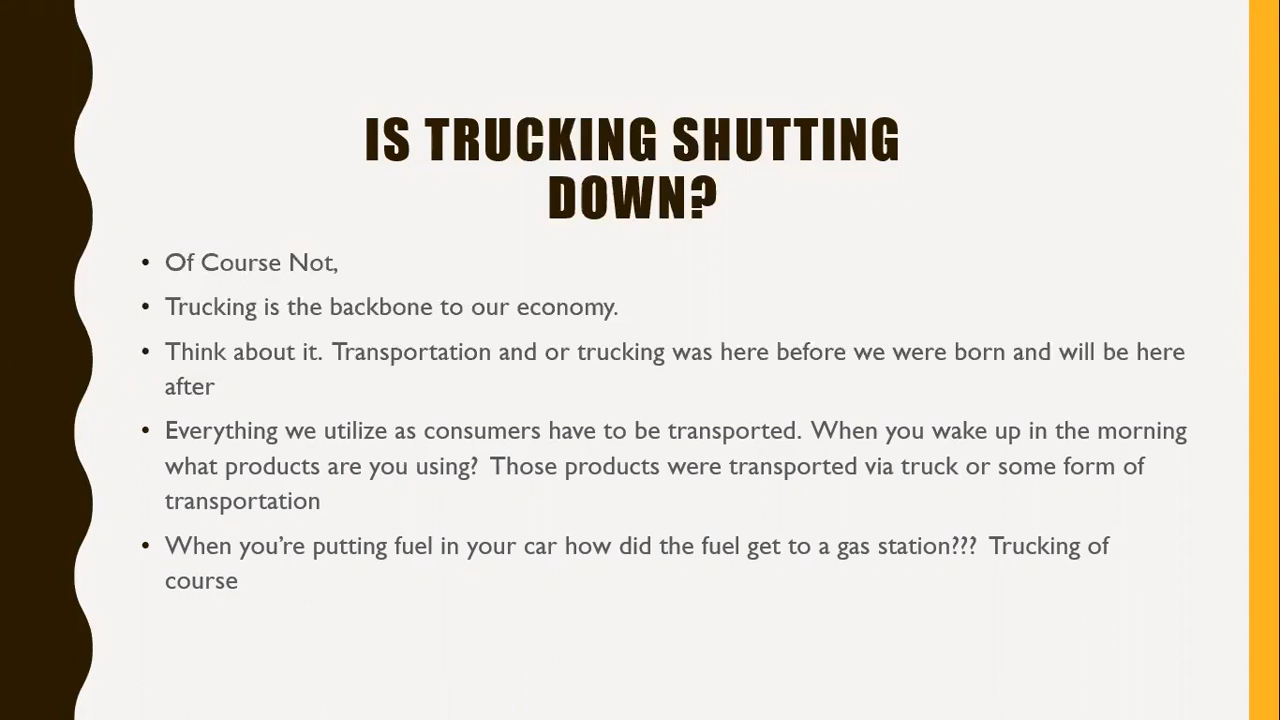 IS TRUCKING SHUTTING
DOWN?
• Of Course Not,
• Trucking is the backbone to our economy.
• Think about it. Transportation and or trucking was here before we were born and will be here
after
• Everything we utilize as consumers have to be transported. When you wake up in the morning
what products are you using? Those products were transported via truck or some form of
transportation
• When you’re putting fuel in your car how did the fuel get to a gas station??? Trucking of
course